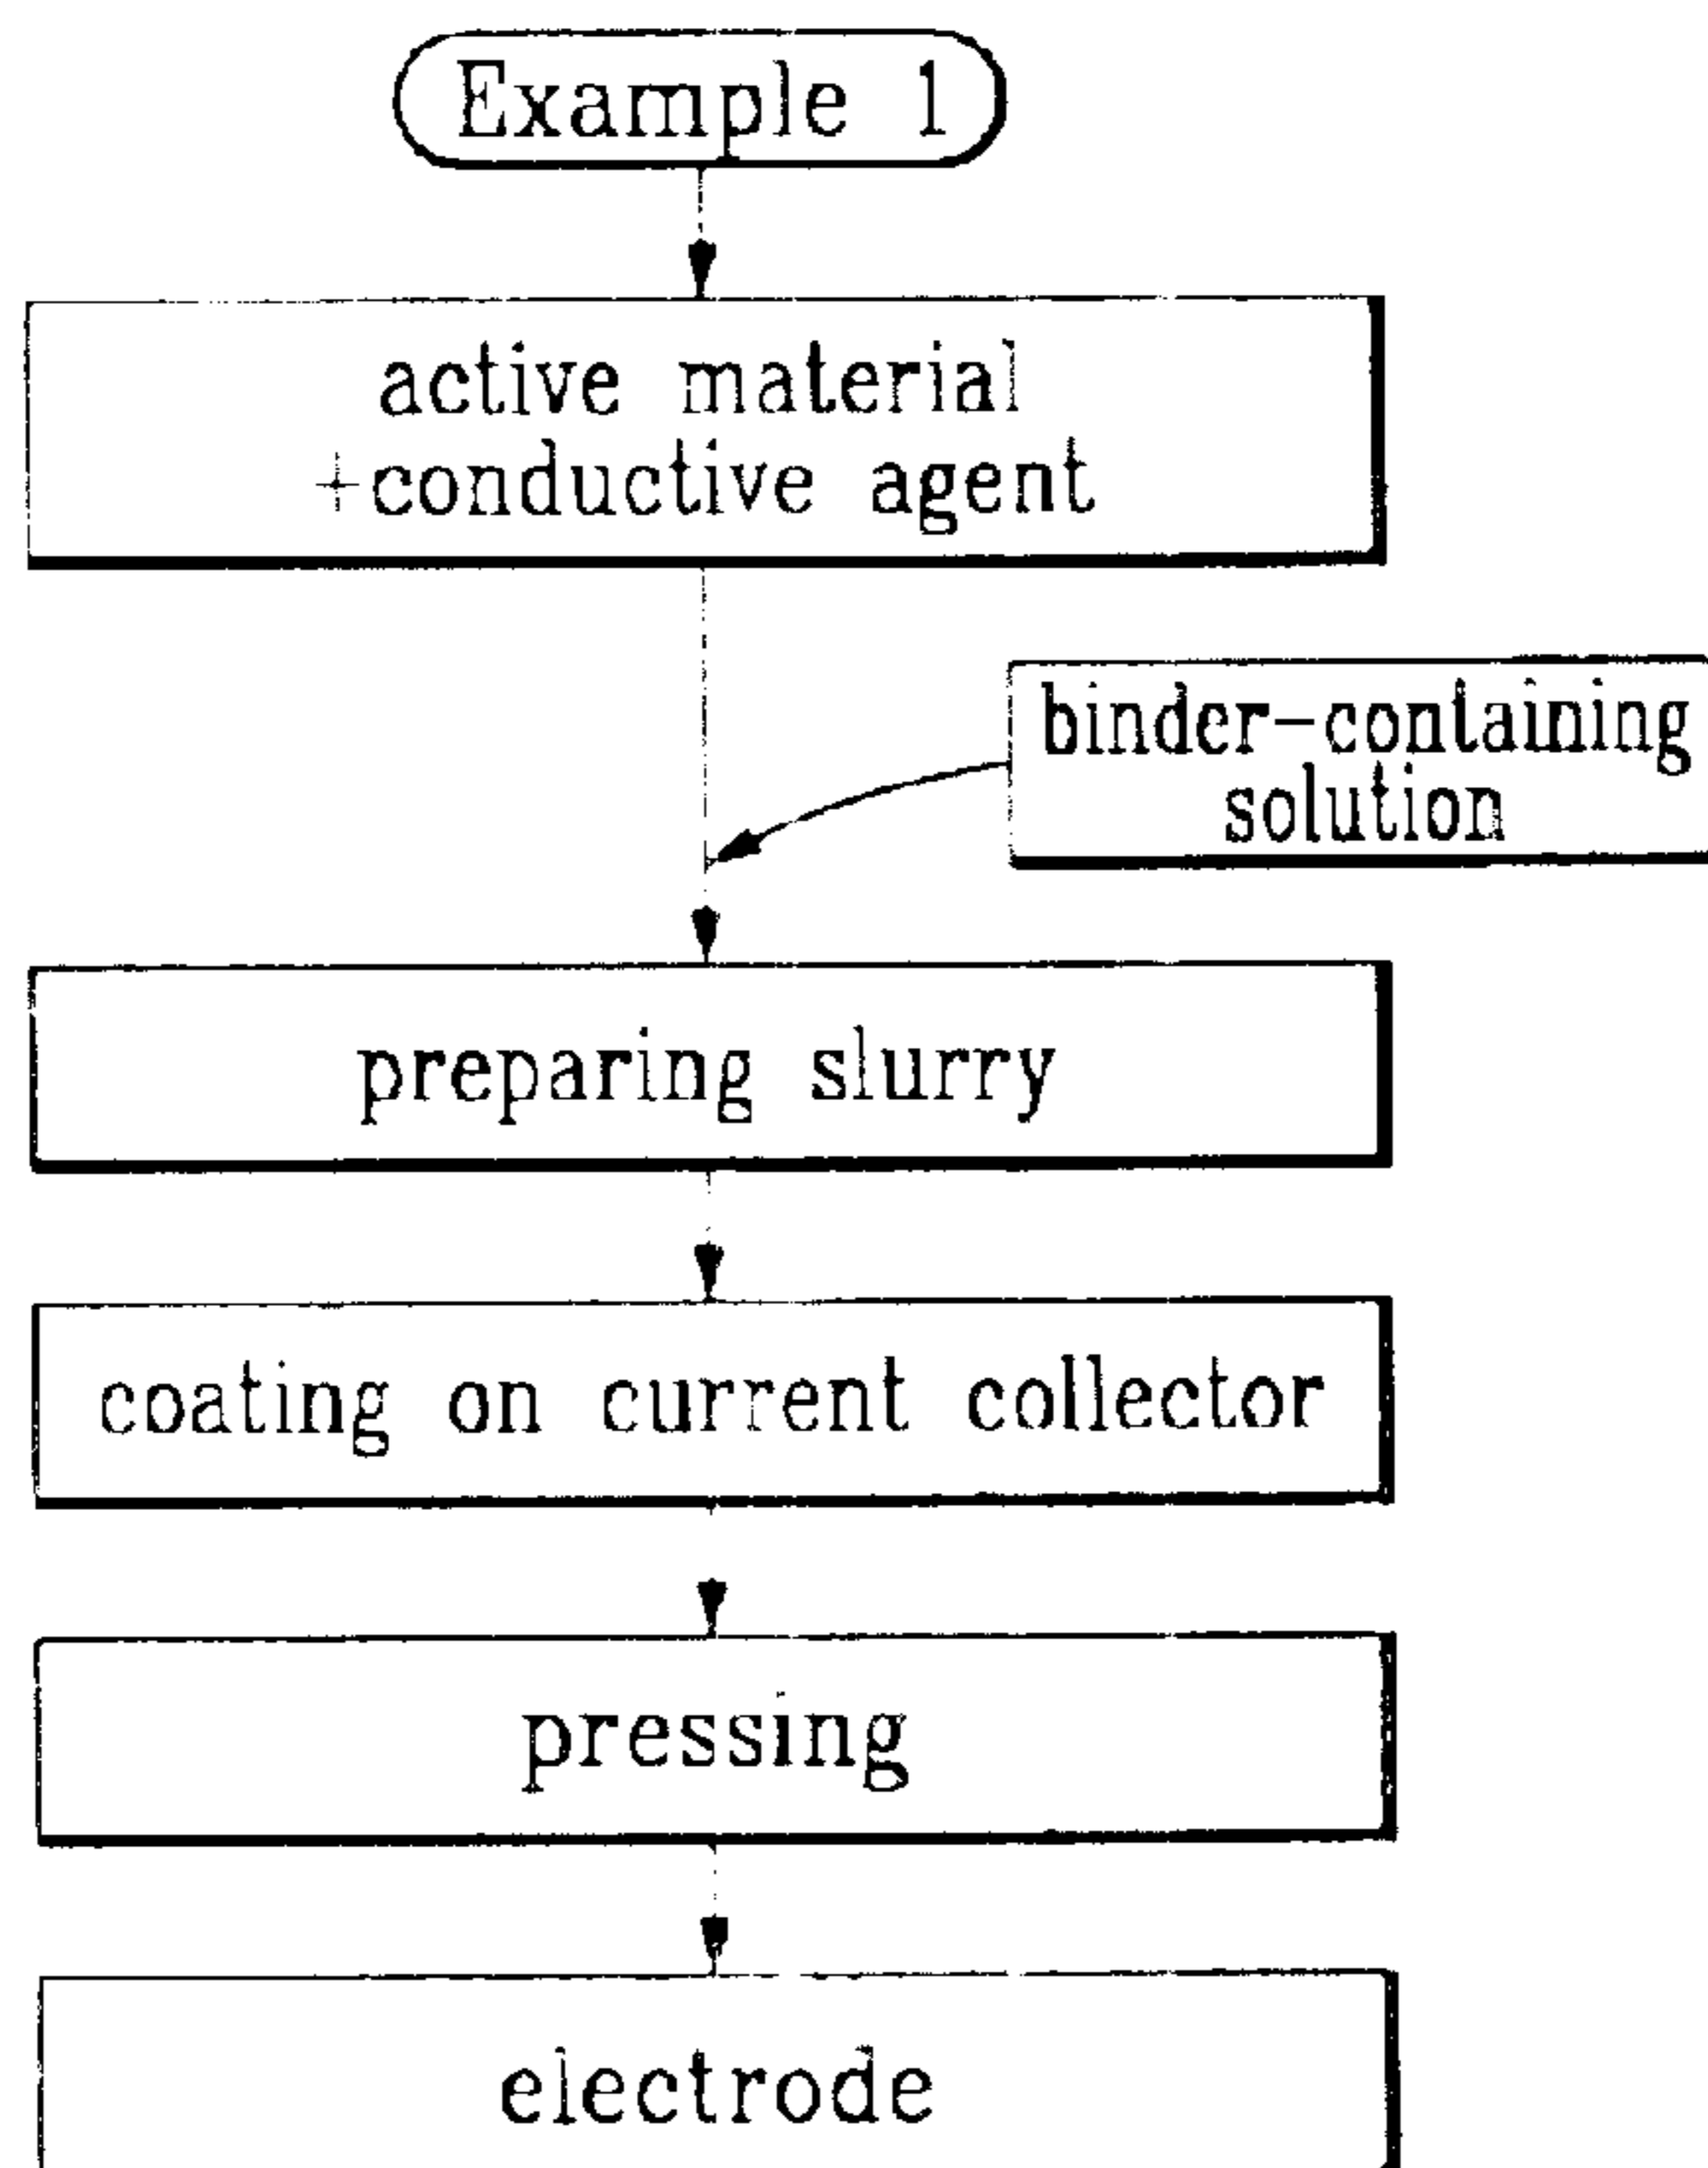 Example 1
active material
+conductive agent
binder-containing
solution
preparing slurry
coating on current collector
pressing
electrode